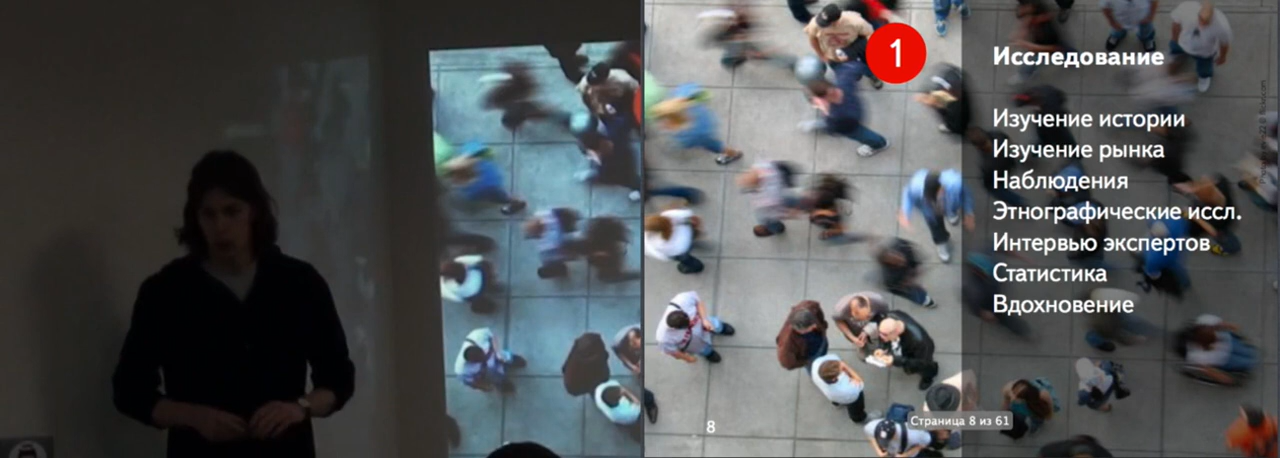 1
Исследование
Изучение истории
Изучение рынка
Наблюдения
Этнографические иссл.
Интервью экспертов
Статистика
Вдохновение
8
Страница 8 из 61